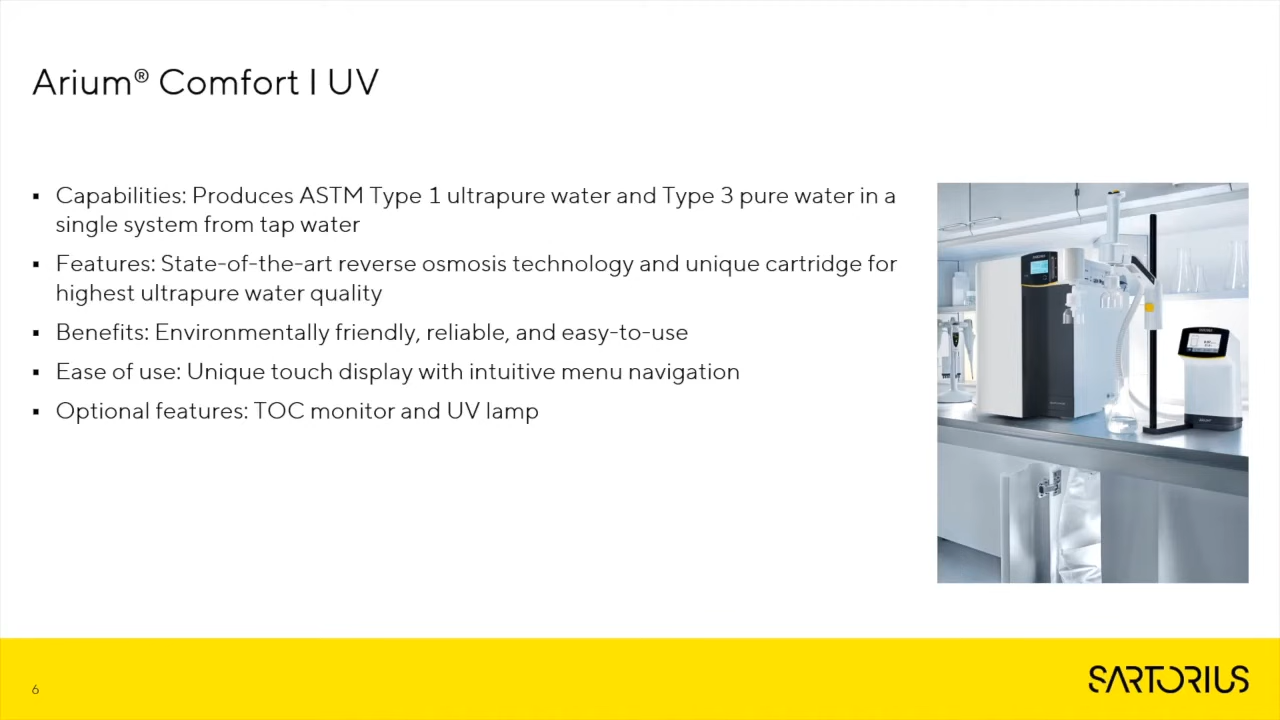 Arium® Comfort I UV
▪ Capabilities: Produces ASTM Type 1 ultrapure water and Type 3 pure water in a
single system from tap water
▪ Features: State-of-the-art reverse osmosis technology and unique cartridge for
highest ultrapure water quality
▪ Benefits: Environmentally friendly, reliable, and easy-to-use
▪ Ease of use: Unique touch display with intuitive menu navigation
▪ Optional features: TOC monitor and UV lamp
6
SARTORIUS